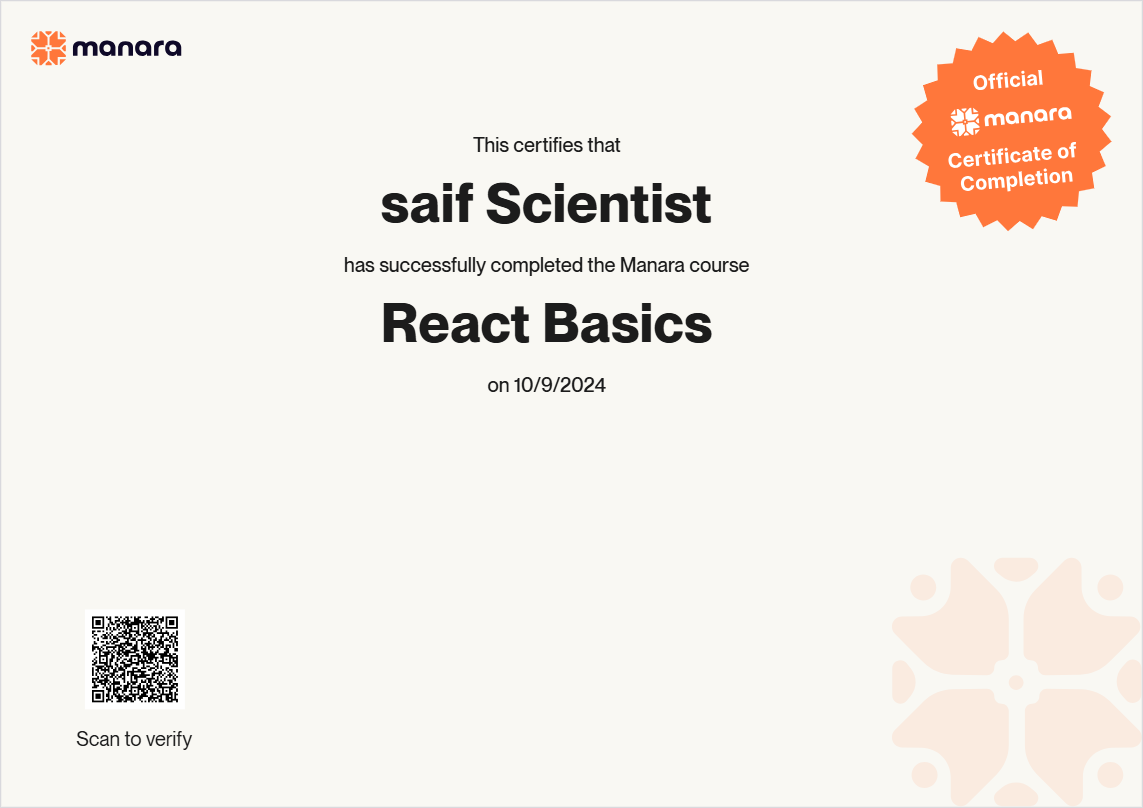 manara
Official
manara
Certificate of
Completion
This certifies that
saif Scientist
has successfully completed the Manara course
React Basics
on 10/9/2024
Scan to verify